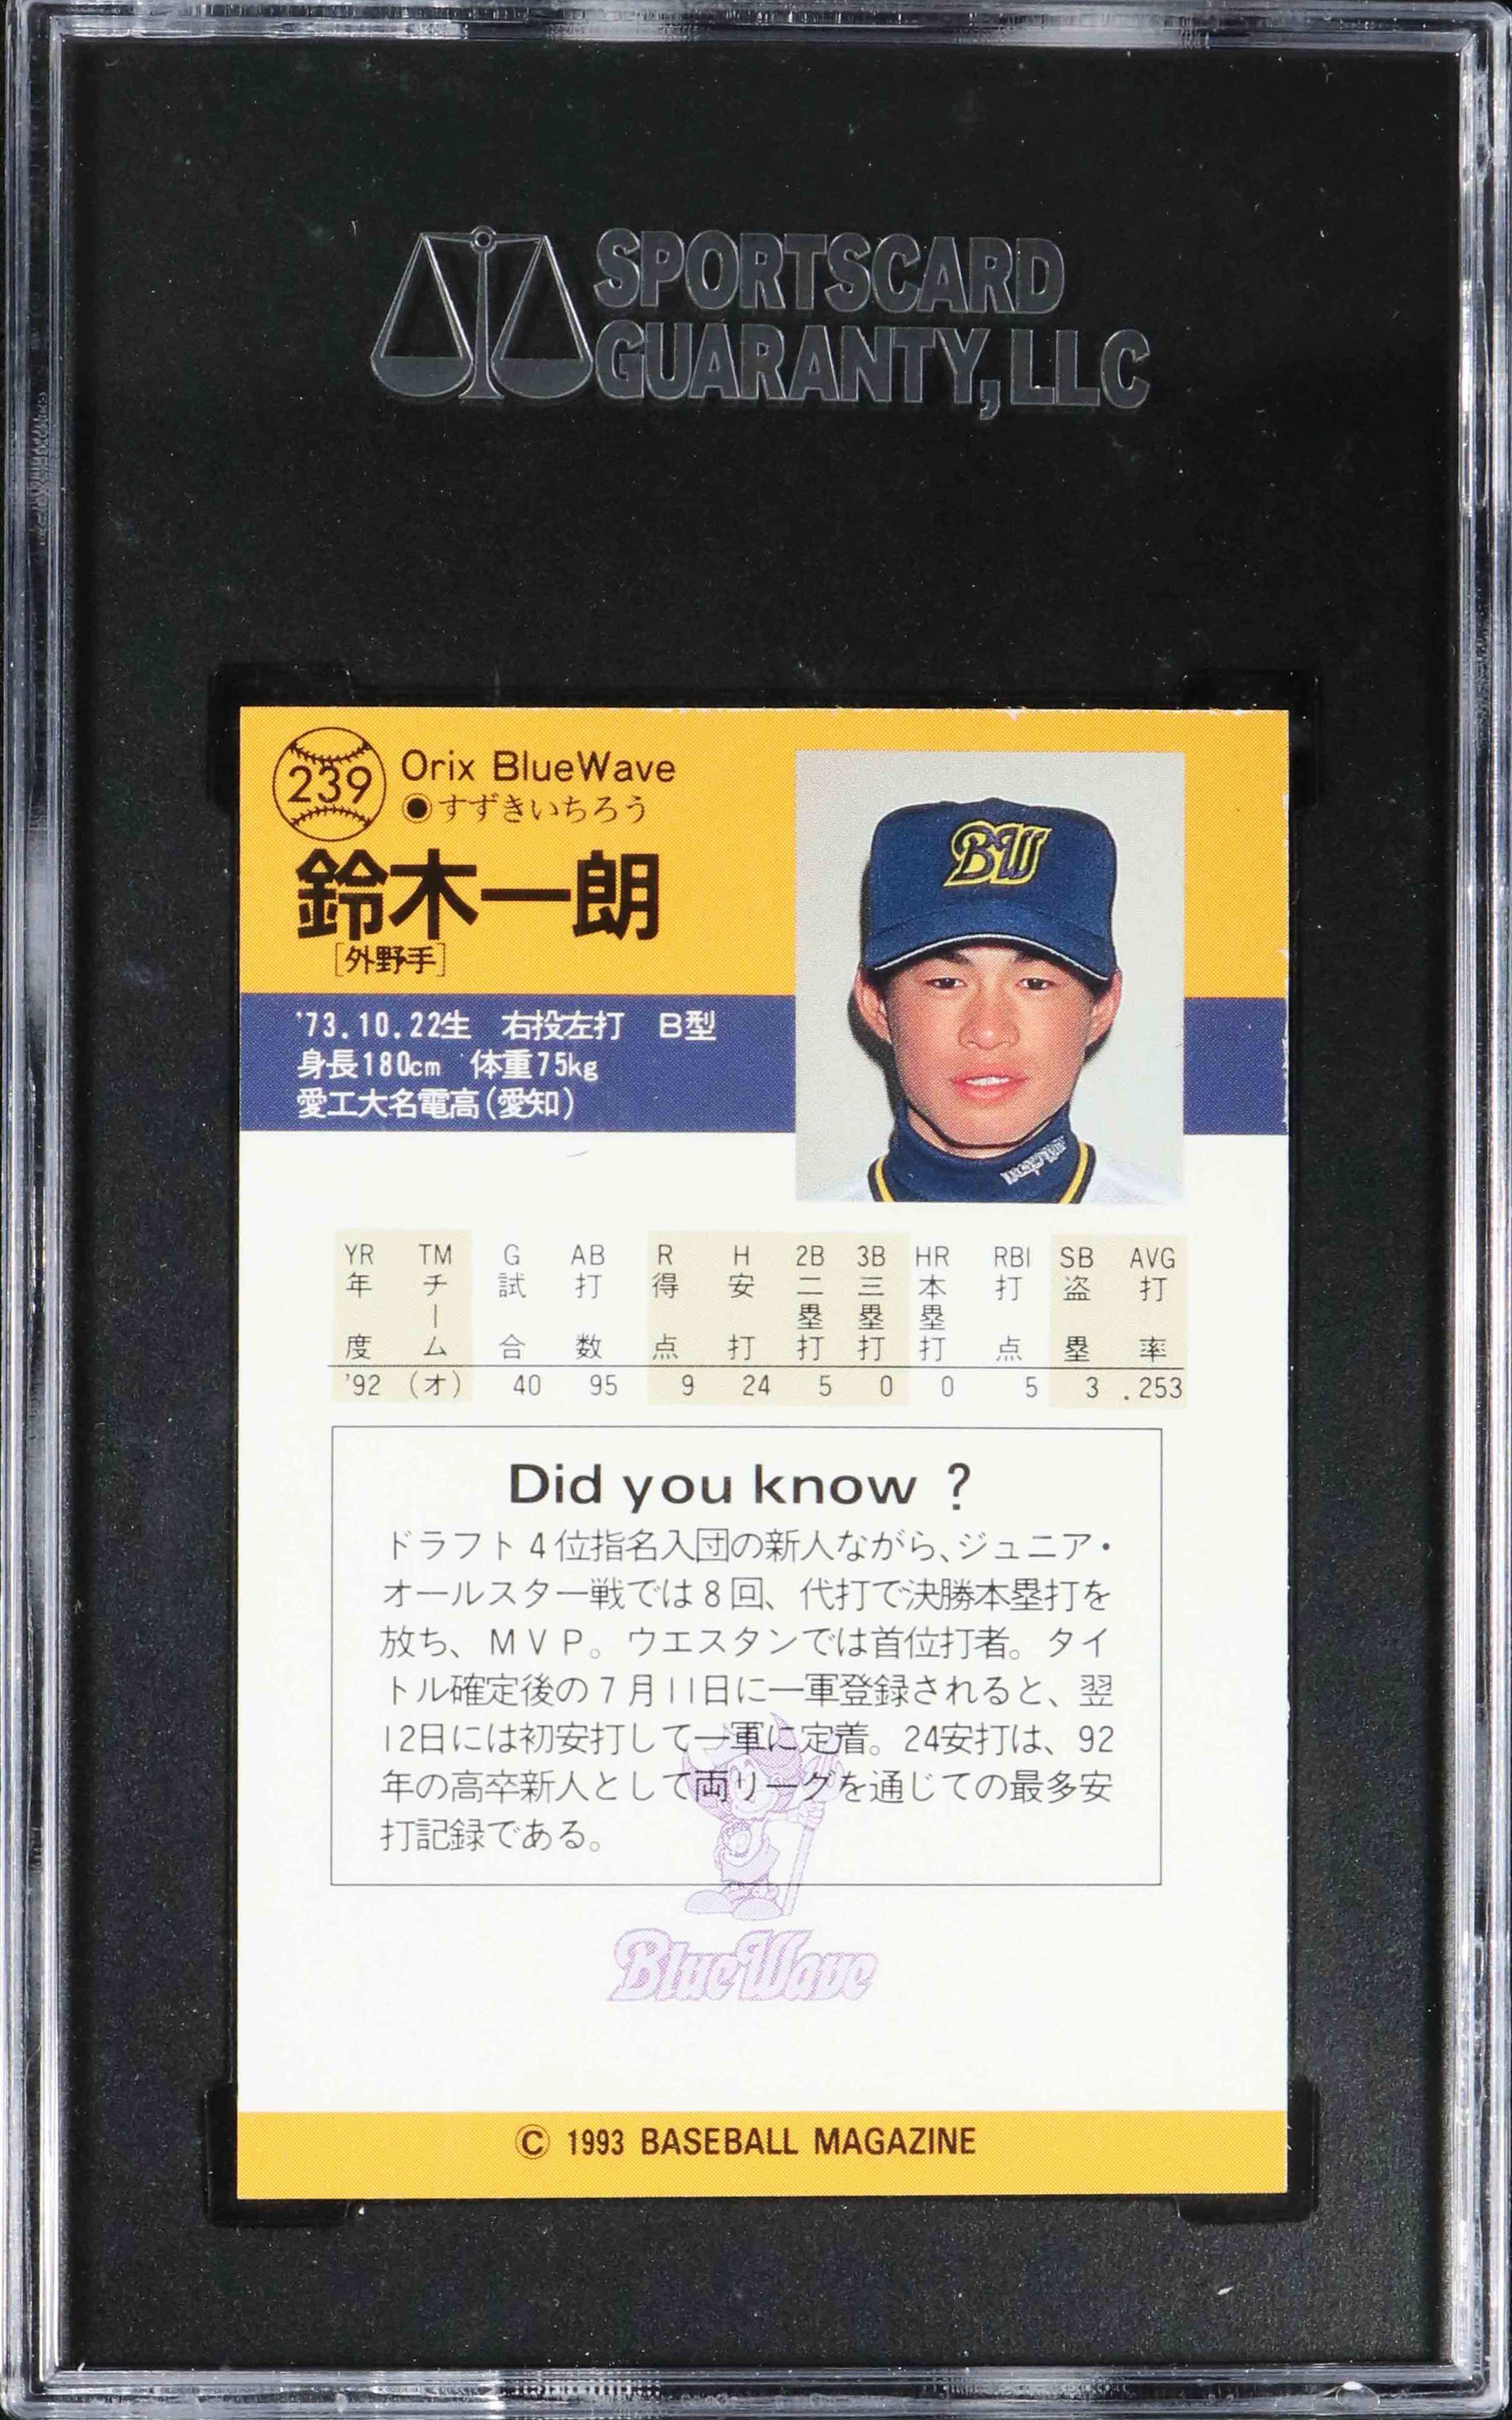 SPORTSCARD
GUARANTY, LLC
239
Orix BlueWave
●すずきいちろう
鈴木一朗
[外野手]
BW
'73.10.22生 右投左打 B型
身長180cm 体重75kg
愛工大名電高(愛知)
YR TM G AB R H 2B 3B HR RBI SB AVG
年度 チーム 試合 打数 得点 安打 二塁打 三塁打 本塁打 打点 盗塁 打率
'92 (オ) 40 95 9 24 5 0 0 5 3 .253
Did you know ?
ドラフト4位指名入団の新人ながら、ジュニア・
オールスター戦では8回、代打で決勝本塁打を
放ち、MVP。ウエスタンでは首位打者。タイ
トル確定後の7月11日に一軍登録されると、翌
12日には初安打して一軍に定着。24安打は、92
年の高卒新人として両リーグを通じての最多安
打記録である。
BlueWave
© 1993 BASEBALL MAGAZINE